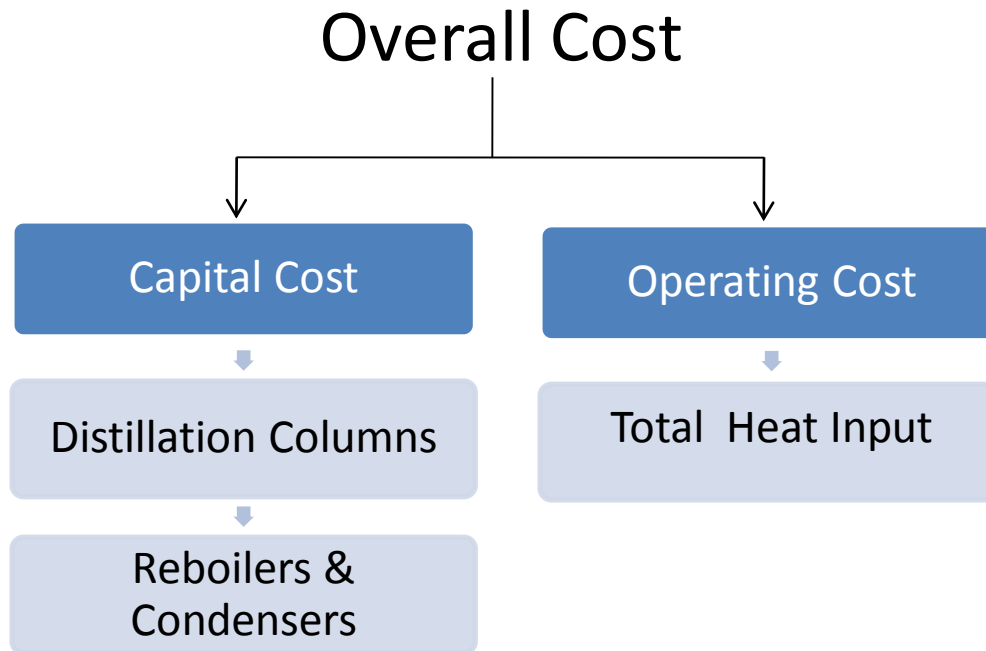 Overall Cost
Capital Cost
Operating Cost
Distillation Columns
Total Heat Input
Reboilers &
Condensers